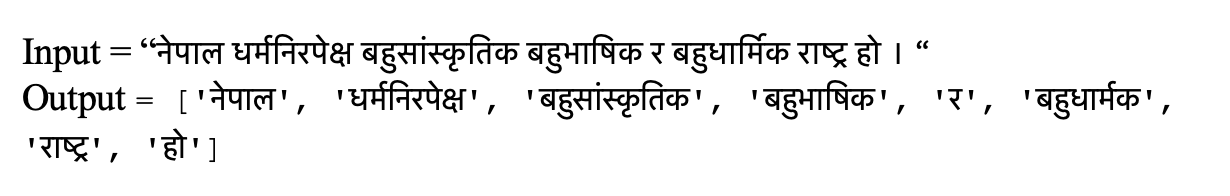 Input = “नेपाल धर्मनिरपेक्ष बहुसांस्कृतिक बहुभाषिक र बहुधार्मिक राष्ट्र हो । “
Output = ['नेपाल', 'धर्मनिरपेक्ष', 'बहुसांस्कृतिक', 'बहुभाषिक', 'र', 'बहुधार्मक',
'राष्ट्र', 'हो']